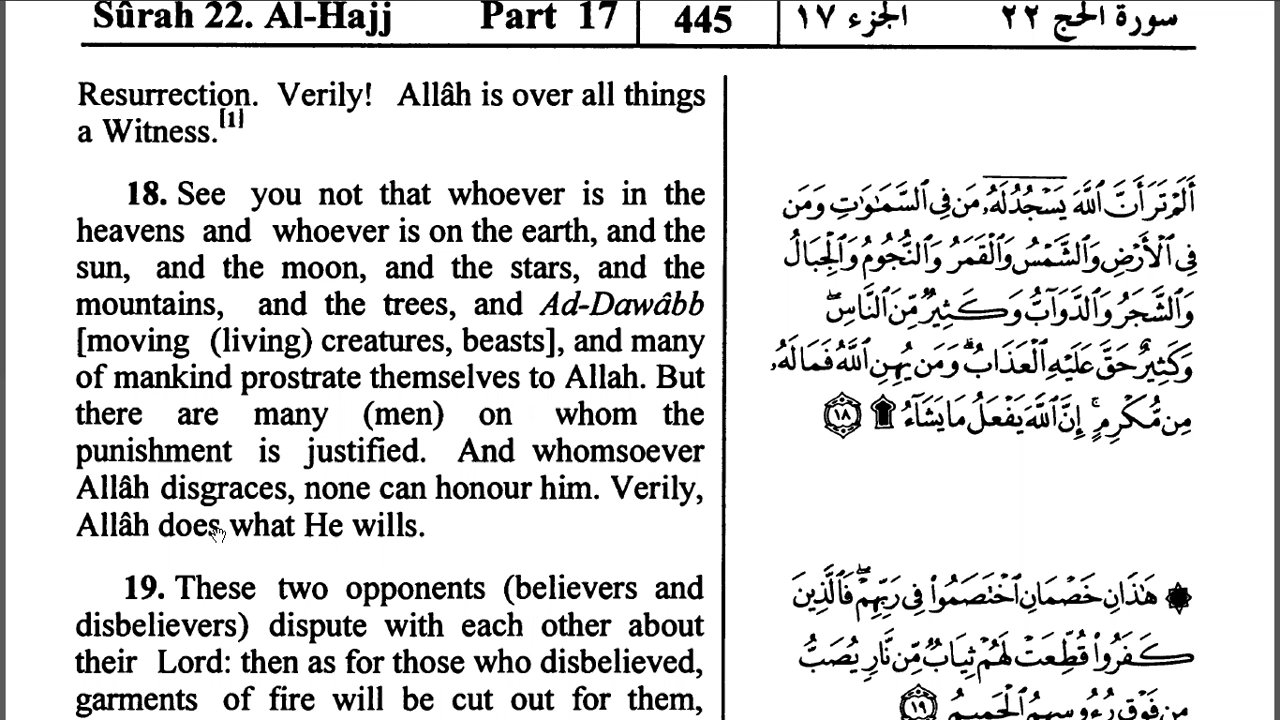 Sûrah 22. Al-Hajj Part 17 445 الجزء ١٧ سورة الحج ٢٢
Resurrection. Verily! Allâh is over all things
a Witness.[1]
18. See you not that whoever is in the
heavens and whoever is on the earth, and the
sun, and the moon, and the stars, and the
mountains, and the trees, and Ad-Dawâbb
[moving (living) creatures, beasts], and many
of mankind prostrate themselves to Allah. But
there are many (men) on whom the
punishment is justified. And whomsoever
Allâh disgraces, none can honour him. Verily,
Allâh does what He wills.
19. These two opponents (believers and
disbelievers) dispute with each other about
their Lord: then as for those who disbelieved,
garments of fire will be cut out for them,
أَلَمْ تَرَ أَنَّ ٱللَّهَ يَسْجُدُ لَهُۥ مَن فِى ٱلسَّمَٰوَٰتِ وَمَن
فِى ٱلْأَرْضِ وَٱلشَّمْسُ وَٱلْقَمَرُ وَٱلنُّجُومُ وَٱلْجِبَالُ
وَٱلشَّجَرُ وَٱلدَّوَآبُّ وَكَثِيرٌ مِّنَ ٱلنَّاسِ ۖ
وَكَثِيرٌ حَقَّ عَلَيْهِ ٱلْعَذَابُ ۗ وَمَن يُهِنِ ٱللَّهُ فَمَا لَهُۥ
مِن مُّكْرِمٍ ۚ إِنَّ ٱللَّهَ يَفْعَلُ مَا يَشَآءُ ۩ ١٨
۞ هَٰذَانِ خَصْمَانِ ٱخْتَصَمُوا۟ فِى رَبِّهِمْ ۖ فَٱلَّذِينَ
كَفَرُوا۟ قُطِّعَتْ لَهُمْ ثِيَابٌ مِّن نَّارٍ يُصَبُّ
مِن فَوْقِ رُءُوسِهِمُ ٱلْحَمِيمُ ١٩